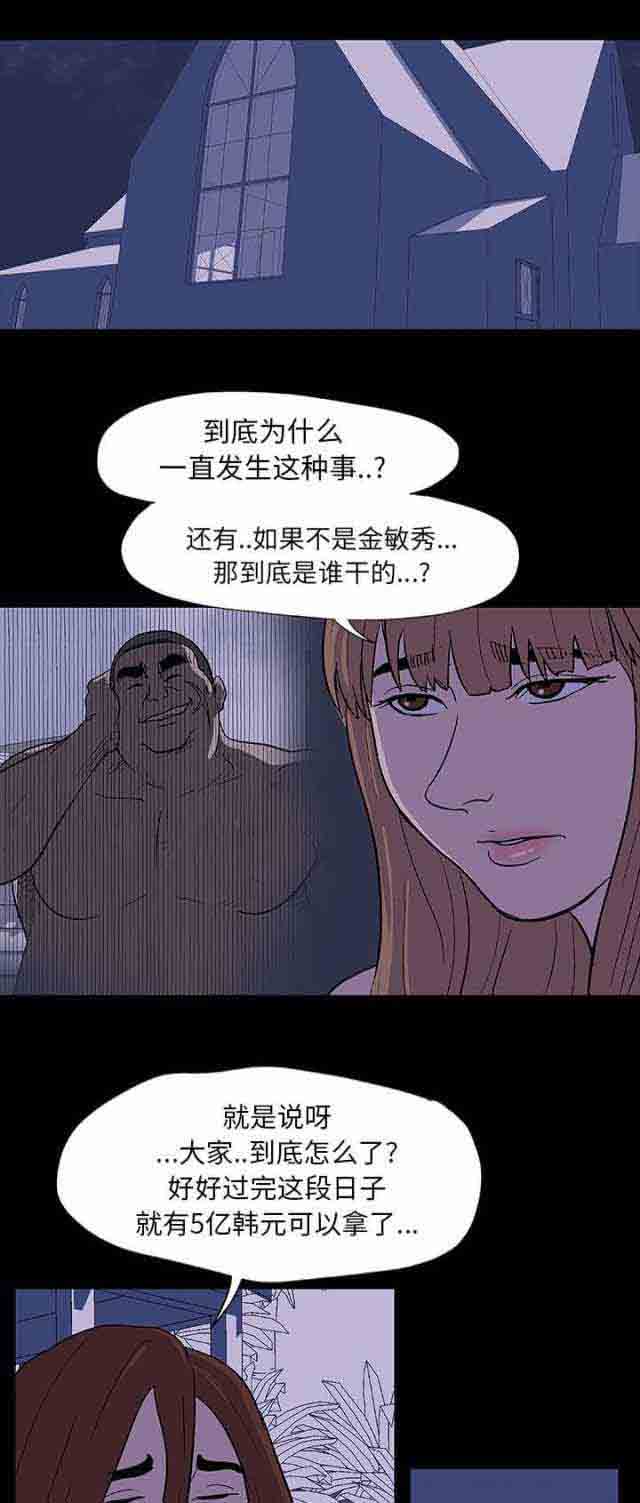 到底为什么
一直发生这种事..?
还有..如果不是金敏秀...
那到底是谁干的...?
就是说呀
...大家..到底怎么了?
好好过完这段日子
就有5亿韩元可以拿了...